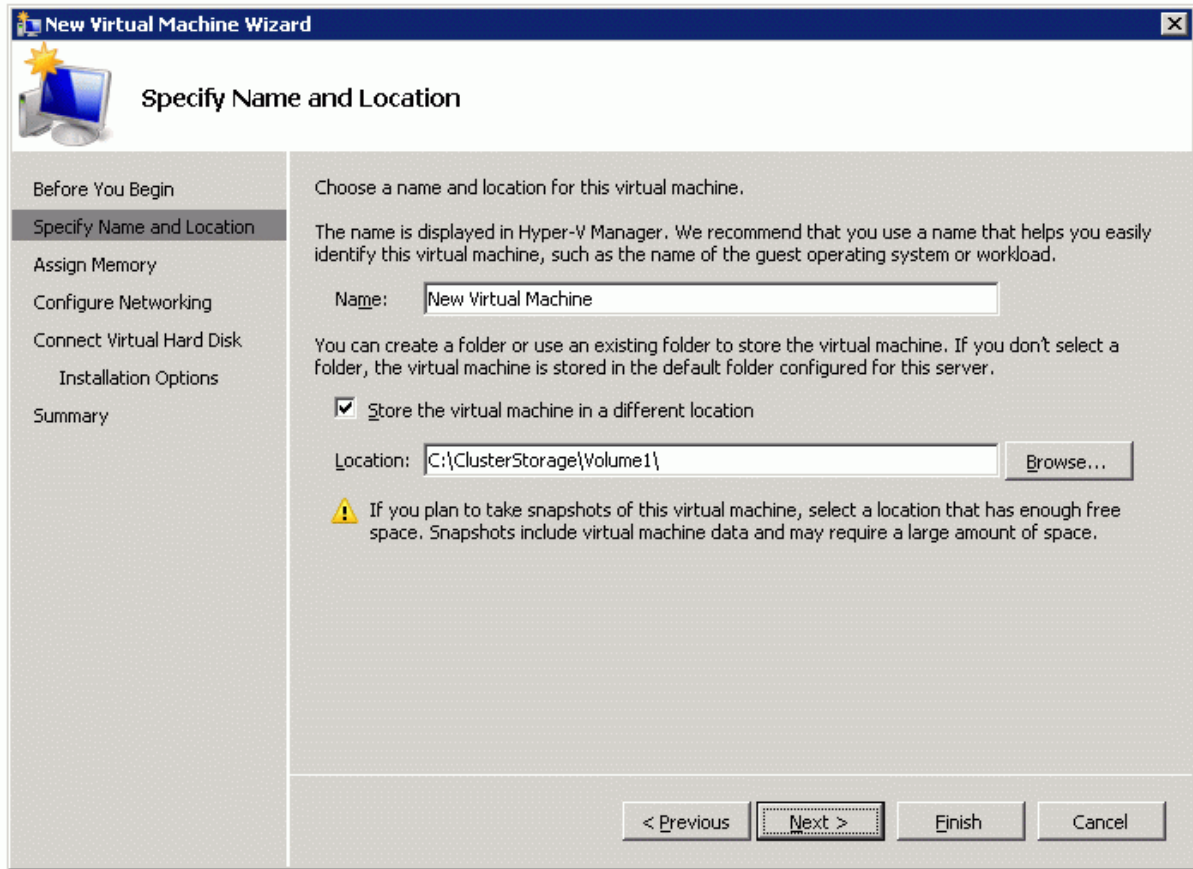 New Virtual Machine Wizard
Specify Name and Location
Before You Begin
Specify Name and Location
Assign Memory
Configure Networking
Connect Virtual Hard Disk
Installation Options
Summary
Choose a name and location for this virtual machine.
The name is displayed in Hyper-V Manager. We recommend that you use a name that helps you easily
identify this virtual machine, such as the name of the guest operating system or workload.
Name: New Virtual Machine
You can create a folder or use an existing folder to store the virtual machine. If you don't select a
folder, the virtual machine is stored in the default folder configured for this server.
Store the virtual machine in a different location
Location: C:\ClusterStorage\Volume1\ Browse...
If you plan to take snapshots of this virtual machine, select a location that has enough free
space. Snapshots include virtual machine data and may require a large amount of space.
< Previous Next > Finish Cancel